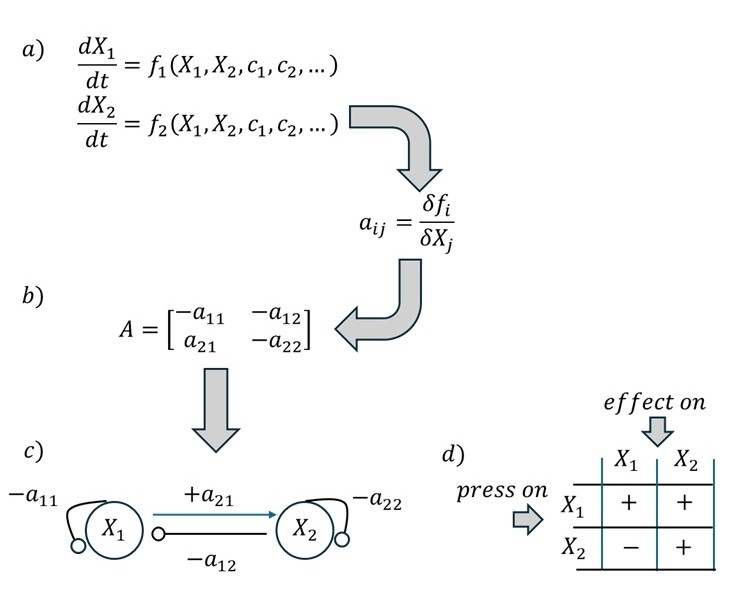 a) dX₁/dt = f₁(X₁, X₂, c₁, c₂, …)
dX₂/dt = f₂(X₁, X₂, c₁, c₂, …)
aᵢⱼ = δfᵢ/δXⱼ
b)
A = [−a₁₁ −a₁₂
a₂₁ −a₂₂]
c)
−a₁₁ +a₂₁ −a₂₂
X₁ X₂
−a₁₂
d)
effect on
X₁ X₂
press on
X₁ + +
X₂ − +